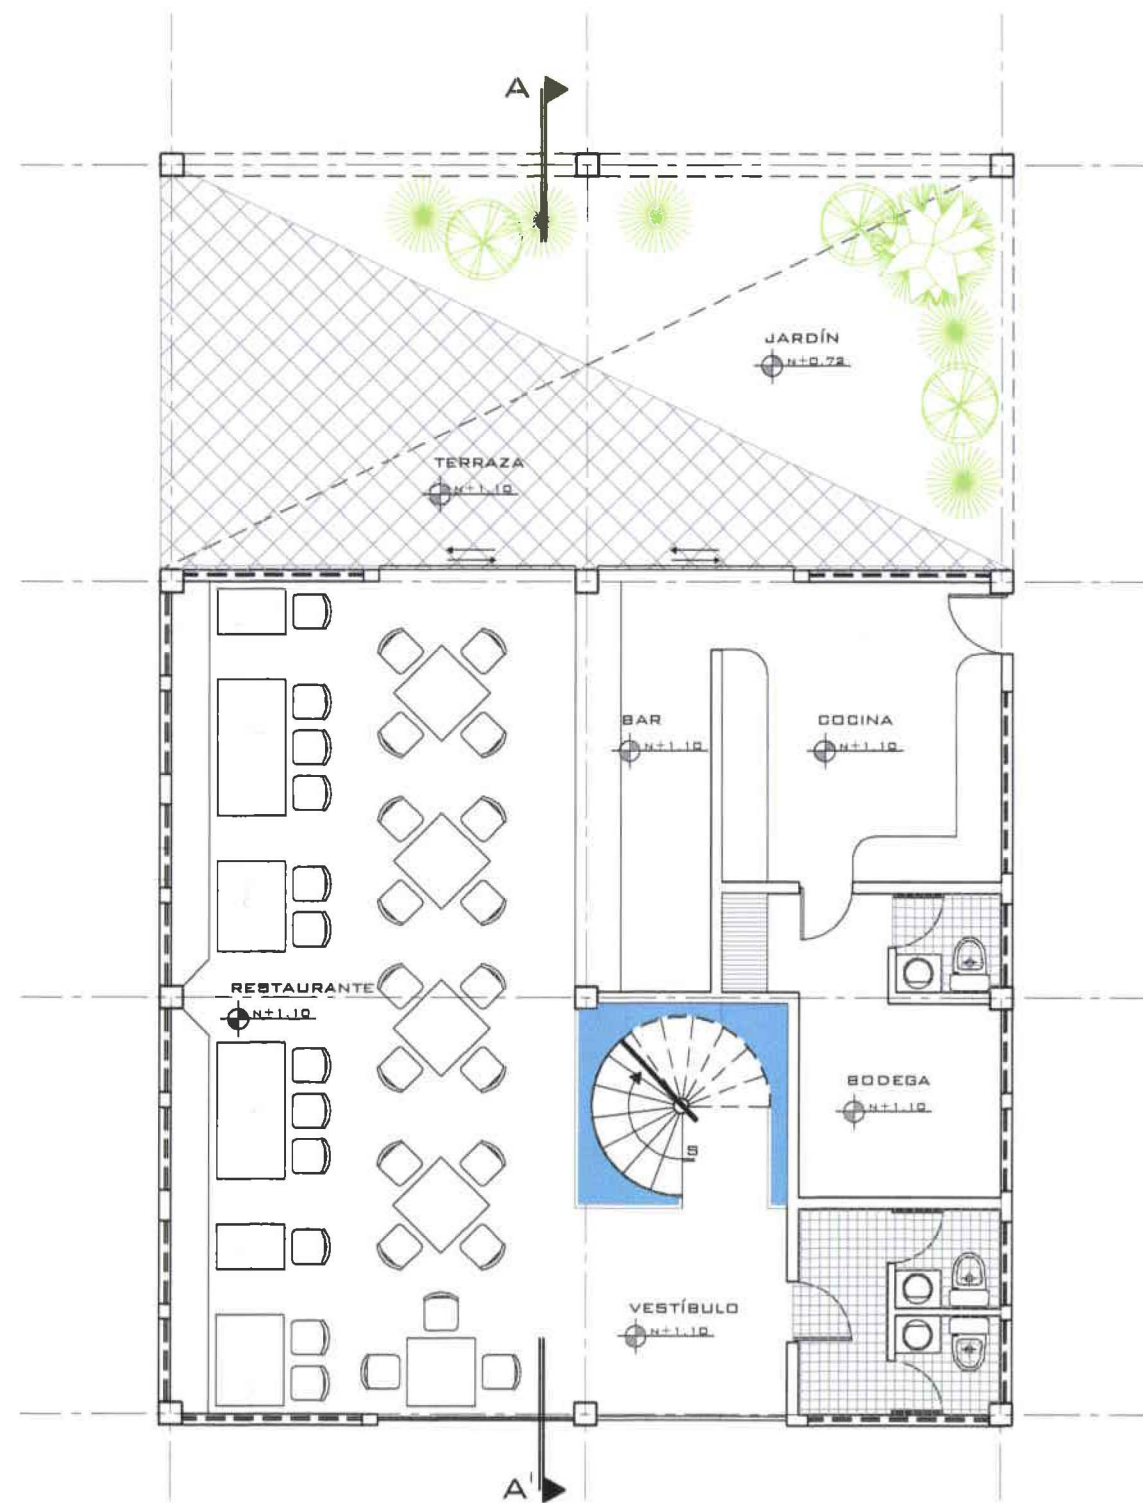 A
JARDÍN
N+0.72
TERRAZA
N+1.10
BAR
N+1.10
COCINA
N+1.10
RESTAURANTE
N+1.10
BODEGA
N+1.10
S
VESTÍBULO
N+1.10
A'